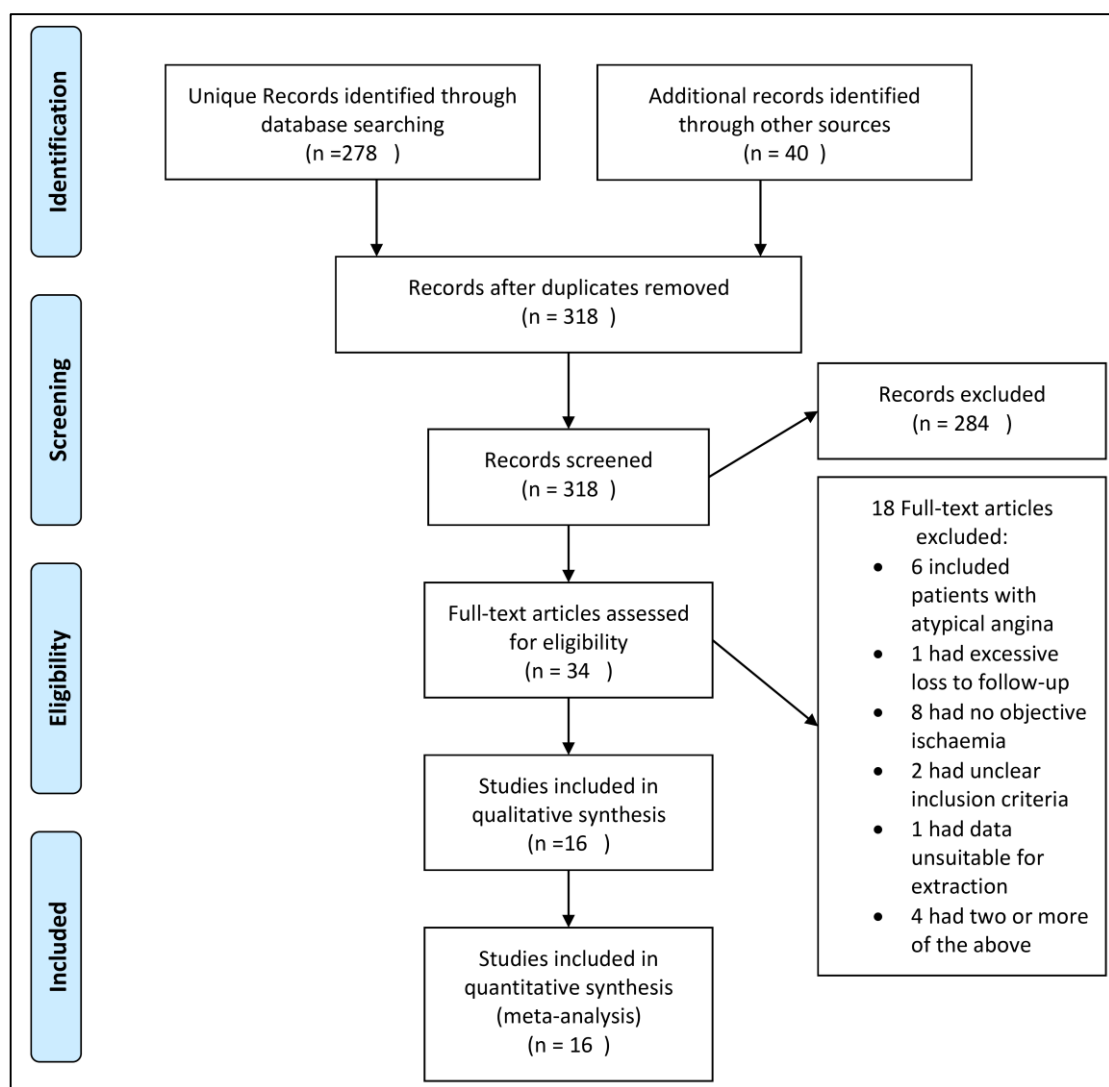 Identification
Unique Records identified through
database searching
(n =278   )
Additional records identified
through other sources
(n = 40   )
Records after duplicates removed
(n = 318   )
Screening
Records excluded
(n = 284   )
Records screened
(n = 318   )
18 Full-text articles
excluded:
• 6 included
patients with
atypical angina
• 1 had excessive
loss to follow-up
• 8 had no objective
ischaemia
• 2 had unclear
inclusion criteria
• 1 had data
unsuitable for
extraction
• 4 had two or more
of the above
Eligibility
Full-text articles assessed
for eligibility
(n = 34   )
Studies included in
qualitative synthesis
(n =16   )
Included
Studies included in
quantitative synthesis
(meta-analysis)
(n = 16   )